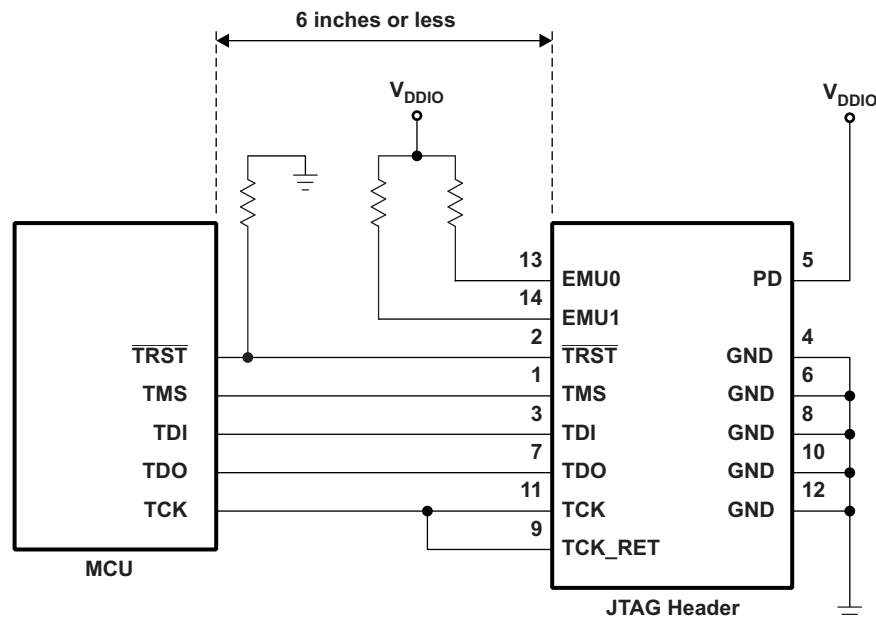 6 inches or less
V_DDIO
V_DDIO
13
EMU0
5
PD
14
EMU1
2
4
TRST
TRST
GND
1
6
TMS
TMS
GND
3
8
TDI
TDI
GND
7
10
TDO
TDO
GND
11
12
TCK
TCK
GND
9
TCK_RET
MCU
JTAG Header